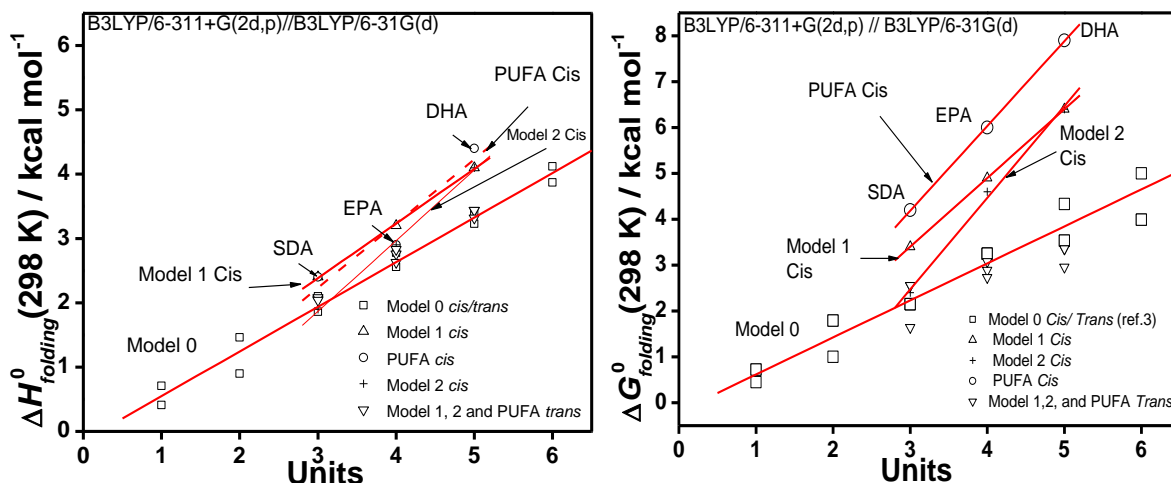 B3LYP/6-311+G(2d,p)//B3LYP/6-31G(d)
ΔH⁰folding(298 K) / kcal mol⁻¹
6
5
4
3
2
1
0
PUFA Cis
DHA
Model 2 Cis
EPA
SDA
Model 1 Cis
Model 0
Model 0 cis/trans
Model 1 cis
PUFA cis
Model 2 cis
Model 1, 2 and PUFA trans
0 1 2 3 4 5 6
Units
B3LYP/6-311+G(2d,p) // B3LYP/6-31G(d)
ΔG⁰folding(298 K) / kcal mol⁻¹
8
7
6
5
4
3
2
1
0
DHA
PUFA Cis
EPA
Model 2
Cis
SDA
Model 1
Cis
Model 0
Model 0 Cis/ Trans (ref.3)
Model 1 Cis
Model 2 Cis
PUFA Cis
Model 1,2, and PUFA Trans
0 1 2 3 4 5 6
Units